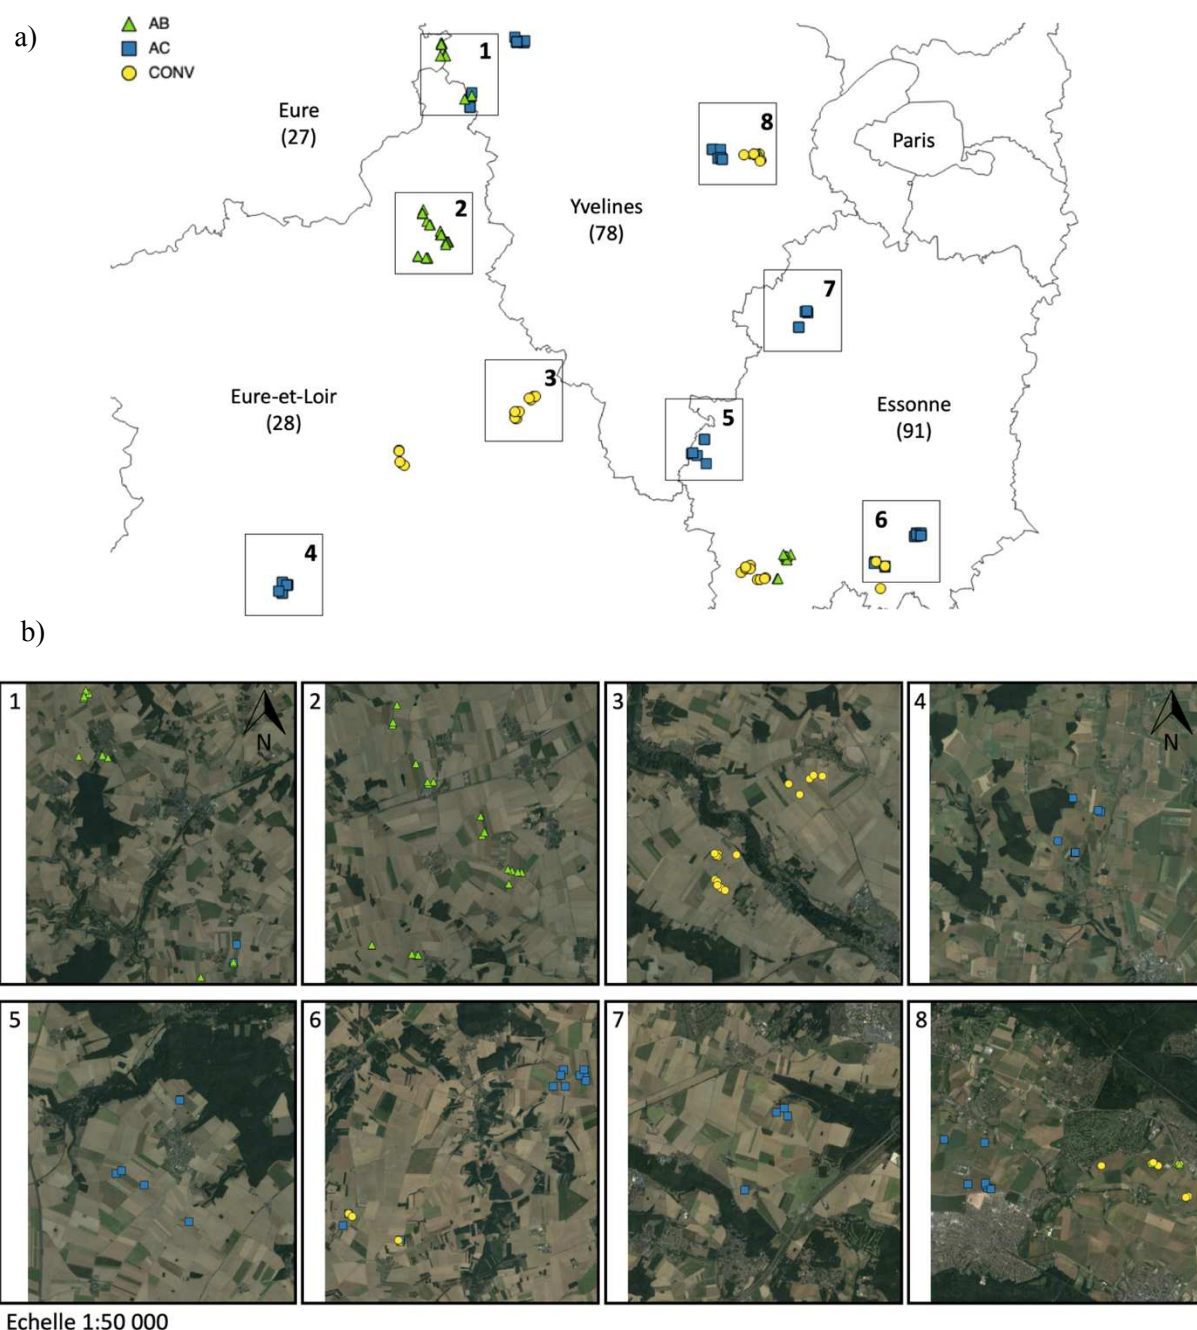 a)
AB
AC
CONV
1
Eure
(27)
8
Paris
2
Yvelines
(78)
7
3
Eure-et-Loir
(28)
5
Essonne
(91)
6
4
b)
1
N
2
3
4
N
5
6
7
8
Echelle 1:50 000